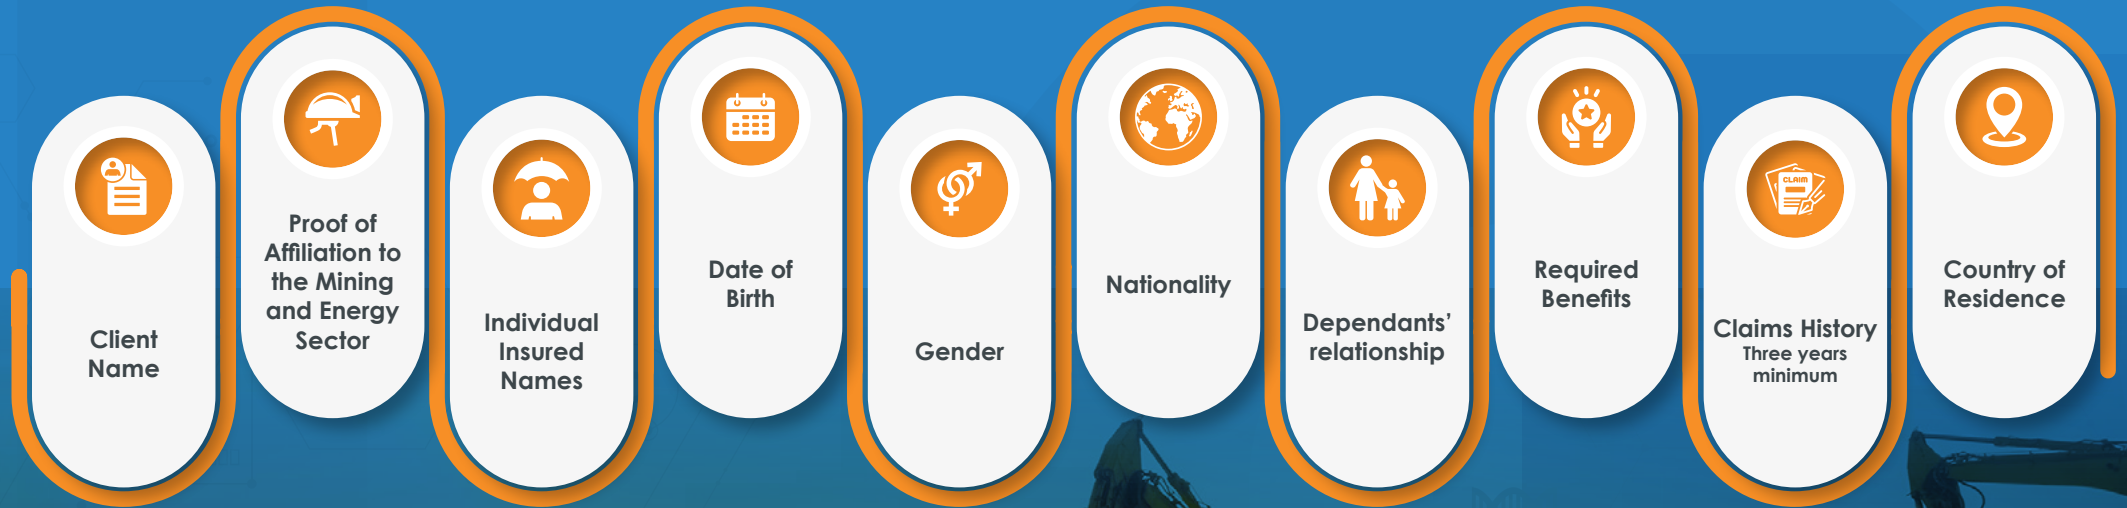 Client
Name
Proof of
Affiliation to
the Mining
and Energy
Sector
Individual
Insured
Names
Date of
Birth
Gender
Nationality
Dependants’
relationship
Required
Benefits
CLAIM
Claims History
Three years
minimum
Country of
Residence